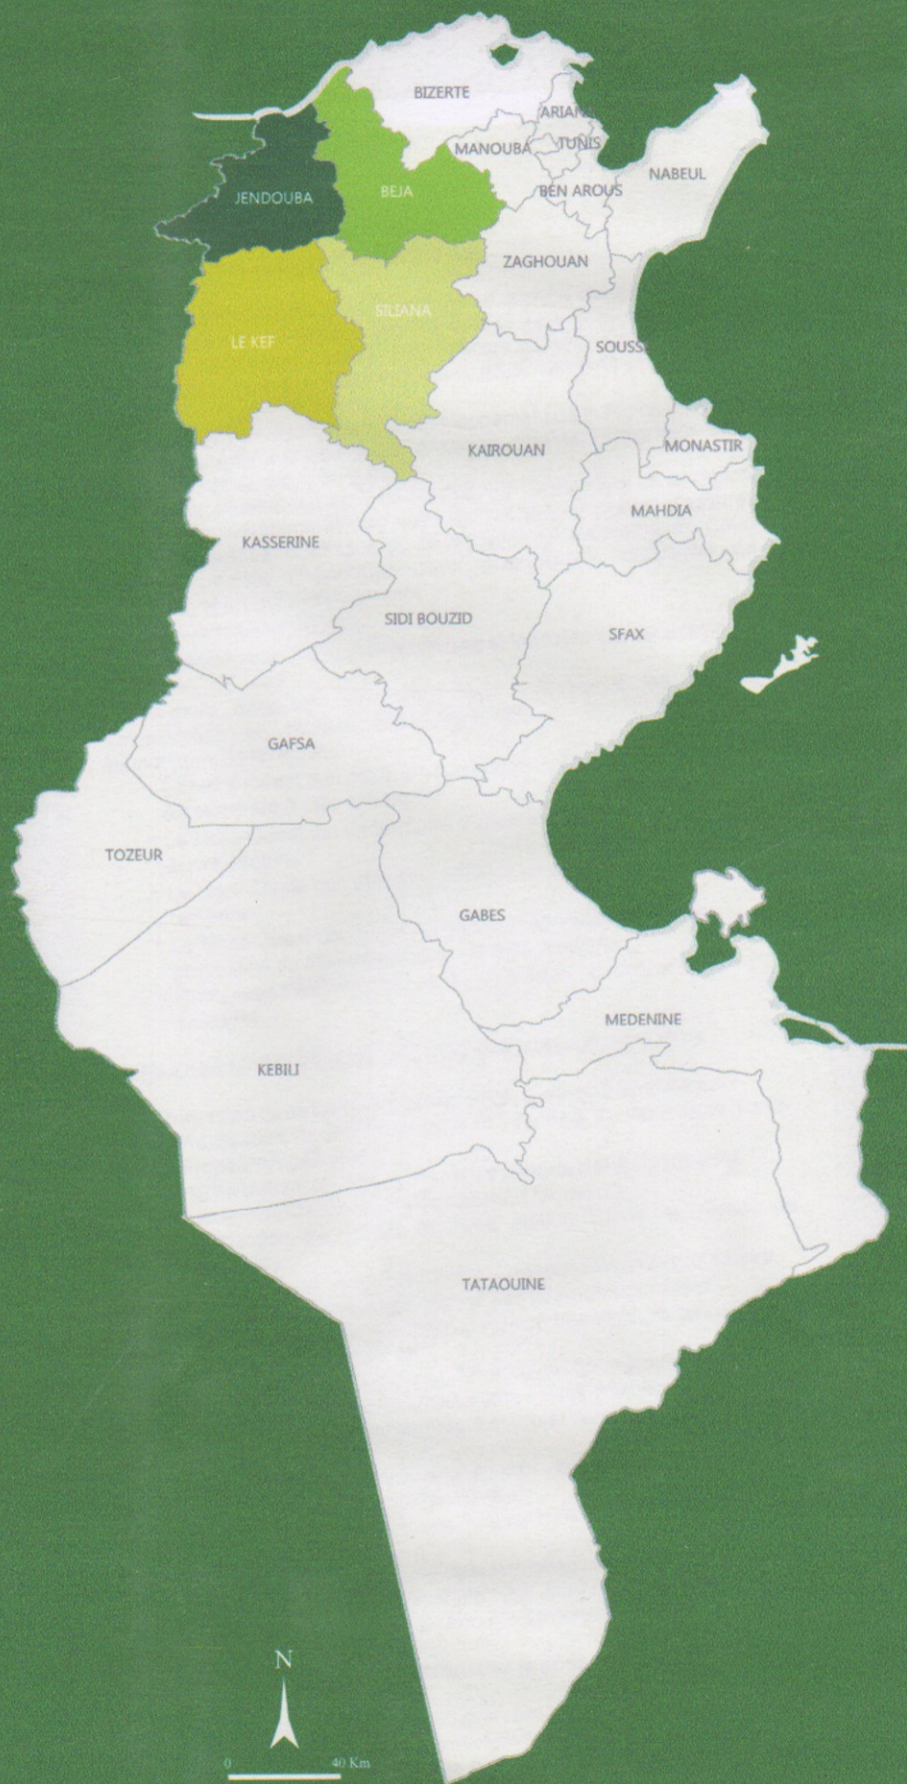 BIZERTE
ARIANA
MANOUBA
TUNIS
NABEUL
BEN AROUS
JENDOUBA
BEJA
ZAGHOUAN
SILIANA
LE KEF
SOUSSE
KAIROUAN
MONASTIR
MAHDIA
KASSERINE
SIDI BOUZID
SFAX
GAFSA
TOZEUR
GABES
MEDENINE
KEBILI
TATAOUINE
N
0 40 Km